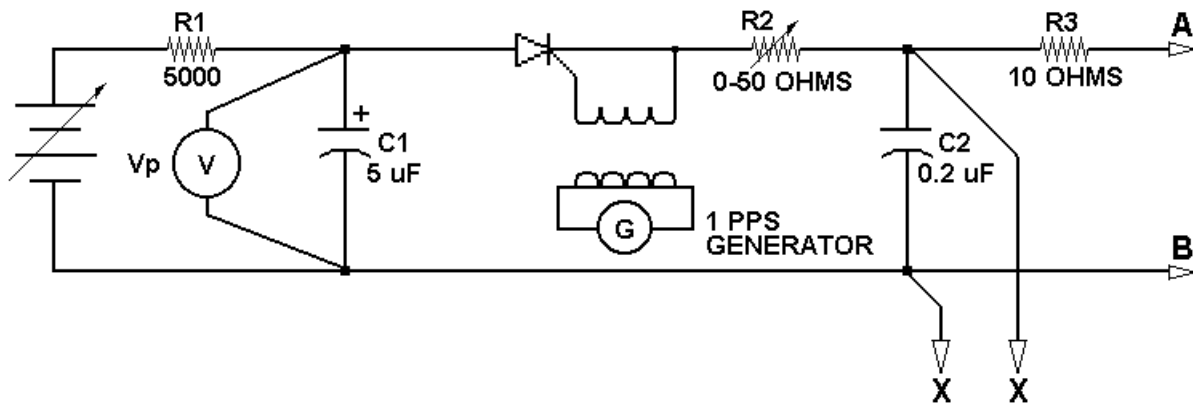 R1
5000
Vp
V
+
C1
5 uF
G
1 PPS
GENERATOR
R2
0-50 OHMS
C2
0.2 uF
R3
10 OHMS
A
B
X
X